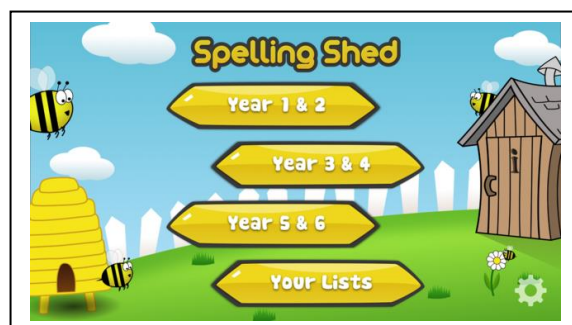 Spelling Shed
Year 1 & 2
Year 3 & 4
Year 5 & 6
Your Lists
i